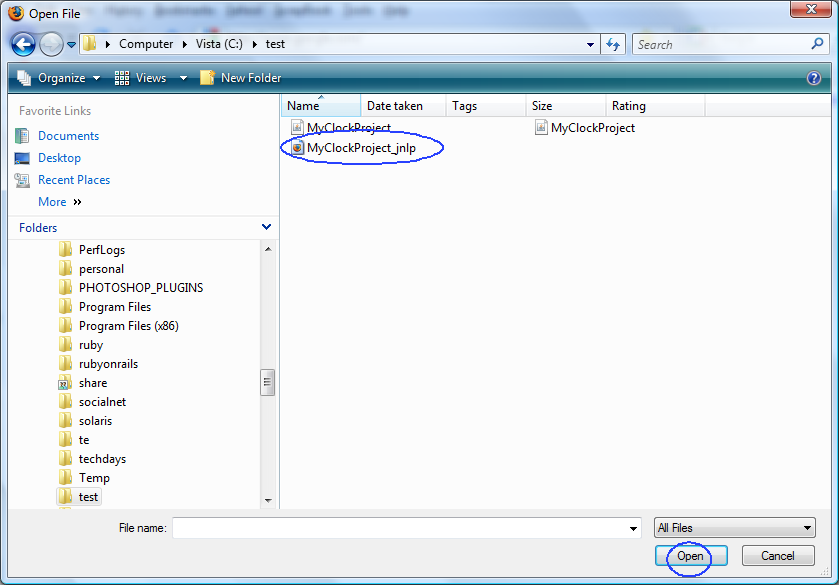 Open File
Computer Vista (C:) test
Search
Organize Views New Folder
Favorite Links
Documents
Desktop
Recent Places
More »
Folders
PerfLogs
personal
PHOTOSHOP_PLUGINS
Program Files
Program Files (x86)
ruby
rubyonrails
share
socialnet
solaris
te
techdays
Temp
test
Name Date taken Tags Size Rating
MyClockProject MyClockProject
MyClockProject_jnlp
File name: All Files
Open Cancel